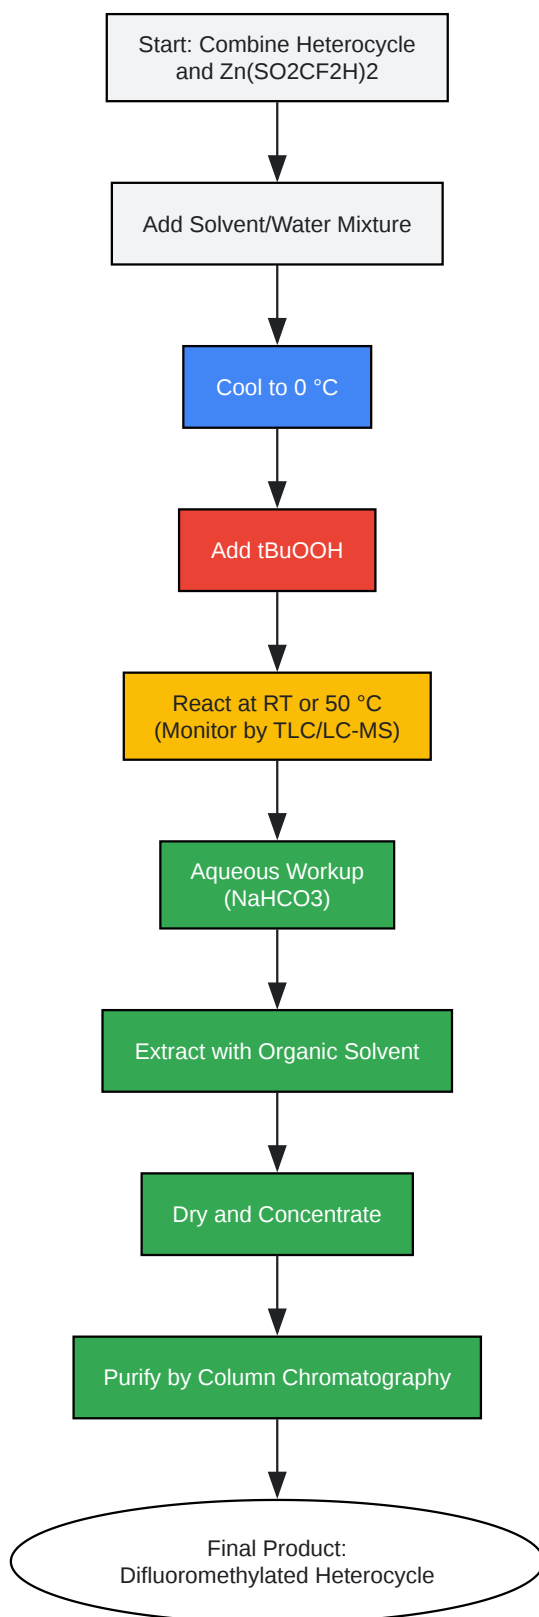 Start: Combine Heterocycle
and Zn(SO2CF2H)2
Add Solvent/Water Mixture
Cool to 0 °C
Add tBuOOH
React at RT or 50 °C
(Monitor by TLC/LC-MS)
Aqueous Workup
(NaHCO3)
Extract with Organic Solvent
Dry and Concentrate
Purify by Column Chromatography
Final Product:
Difluoromethylated Heterocycle